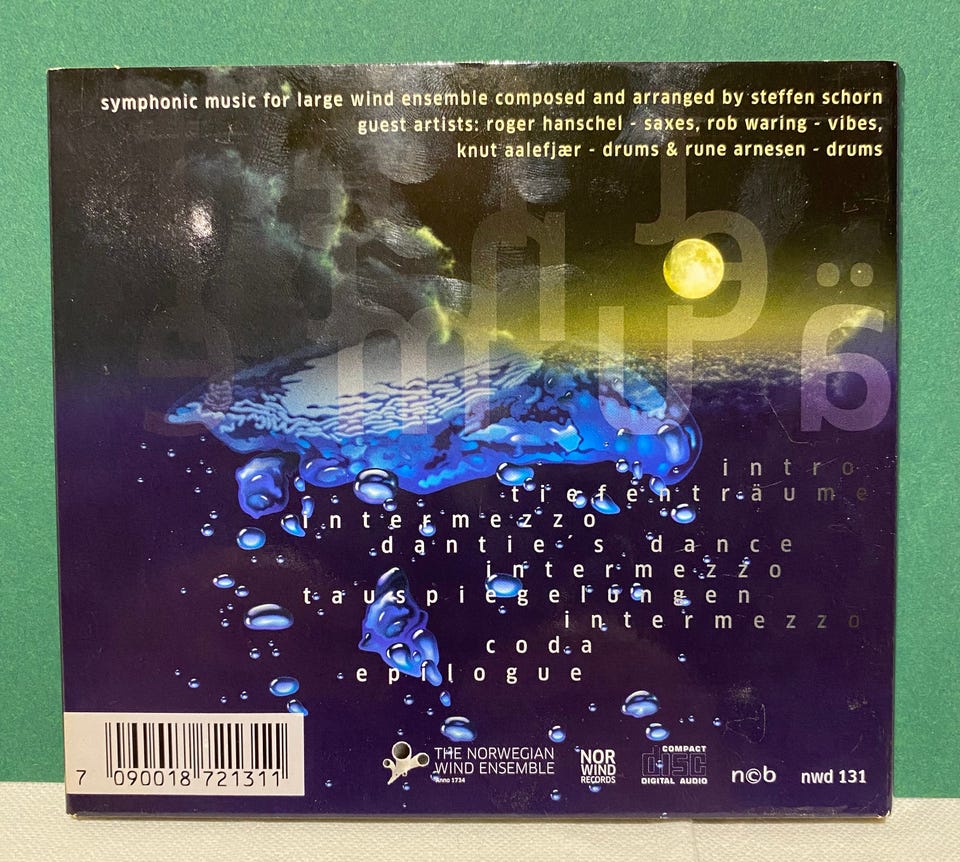 symphonic music for large wind ensemble composed and arranged by steffen schorn
guest artists: roger hanschel - saxes, rob waring - vibes,
knut aalefjær - drums & rune arnesen - drums
intro
tiefenträume
intermezzo
dantie´s dance
intermezzo
tauspiegelungen
intermezzo
coda
epilogue
7 090018 721311
THE NORWEGIAN
WIND ENSEMBLE
Anno 1734
NOR
WIND
RECORDS
COMPACT
disc
DIGITAL AUDIO
n©b
nwd 131